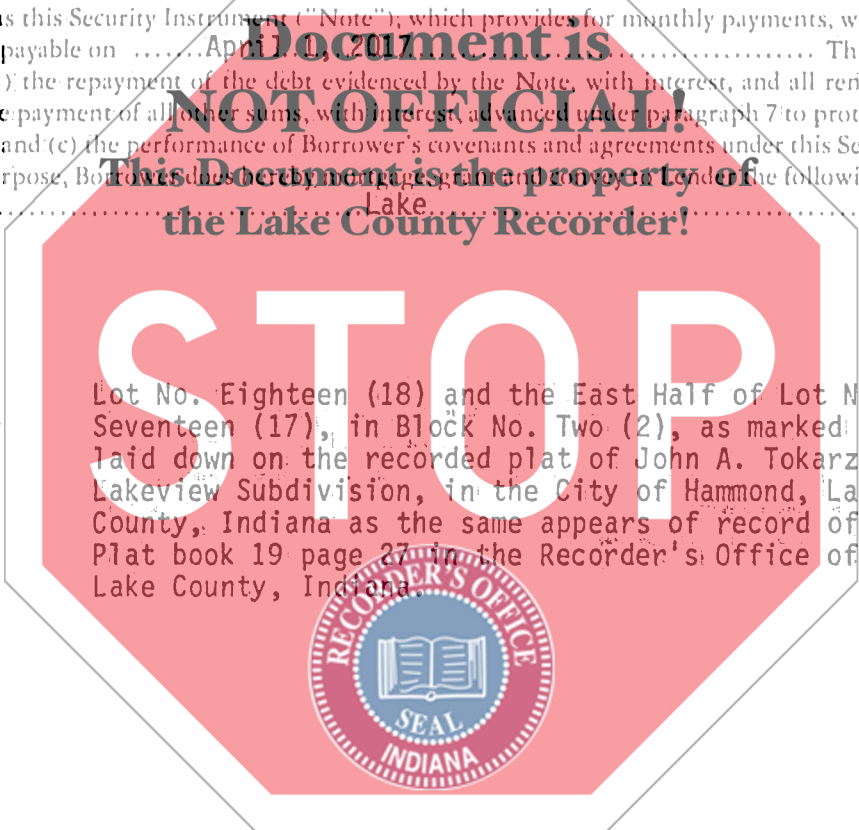 s this Security Instrument ("Note"), which provides for monthly payments, w
payable on ....... April 1, 2017 ....................................... Th
) the repayment of the debt evidenced by the Note, with interest, and all ren
payment of all other sums, with interest, advanced under paragraph 7 to prot
and (c) the performance of Borrower's covenants and agreements under this Se
rpose, Borrower does hereby mortgage, grant and convey to Lender the followi
Lake
Document is
NOT OFFICIAL!
This Document is the property of
the Lake County Recorder!
STOP
Lot No. Eighteen (18) and the East Half of Lot N
Seventeen (17), in Block No. Two (2), as marked
laid down on the recorded plat of John A. Tokarz
Lakeview Subdivision, in the City of Hammond, La
County, Indiana as the same appears of record of
Plat book 19 page 27 in the Recorder's Office of
Lake County, Indiana.
RECORDER'S OFFICE
SEAL
INDIANA